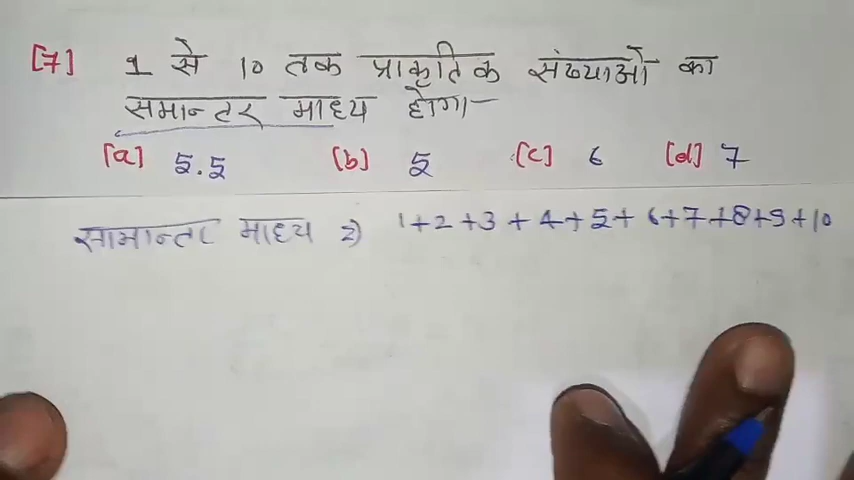 [7] 1 से 10 तक प्राकृतिक संख्याओ का
समान्तर माध्य होगा-
[a] 5.5 [b] 5 [c] 6 [d] 7
सामान्तर माध्य => 1+2+3+4+5+6+7+8+9+10